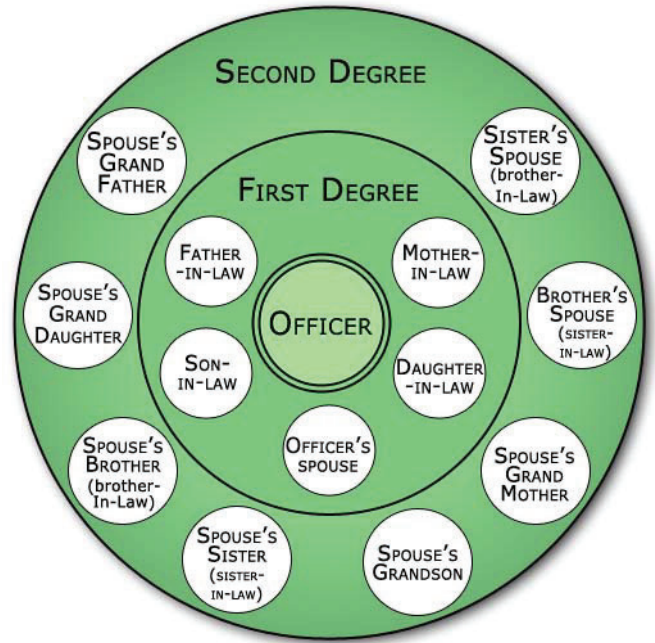 SECOND DEGREE
SPOUSE'S
GRAND
FATHER
SISTER'S
SPOUSE
(brother-
In-Law)
FIRST DEGREE
FATHER
-IN-LAW
MOTHER-
IN-LAW
OFFICER
SPOUSE'S
GRAND
DAUGHTER
BROTHER'S
SPOUSE
(SISTER-
IN-LAW)
SON-
IN-LAW
DAUGHTER
-IN-LAW
OFFICER'S
SPOUSE
SPOUSE'S
BROTHER
(brother-
In-Law)
SPOUSE'S
GRAND
MOTHER
SPOUSE'S
SISTER
(SISTER-
IN-LAW)
SPOUSE'S
GRANDSON